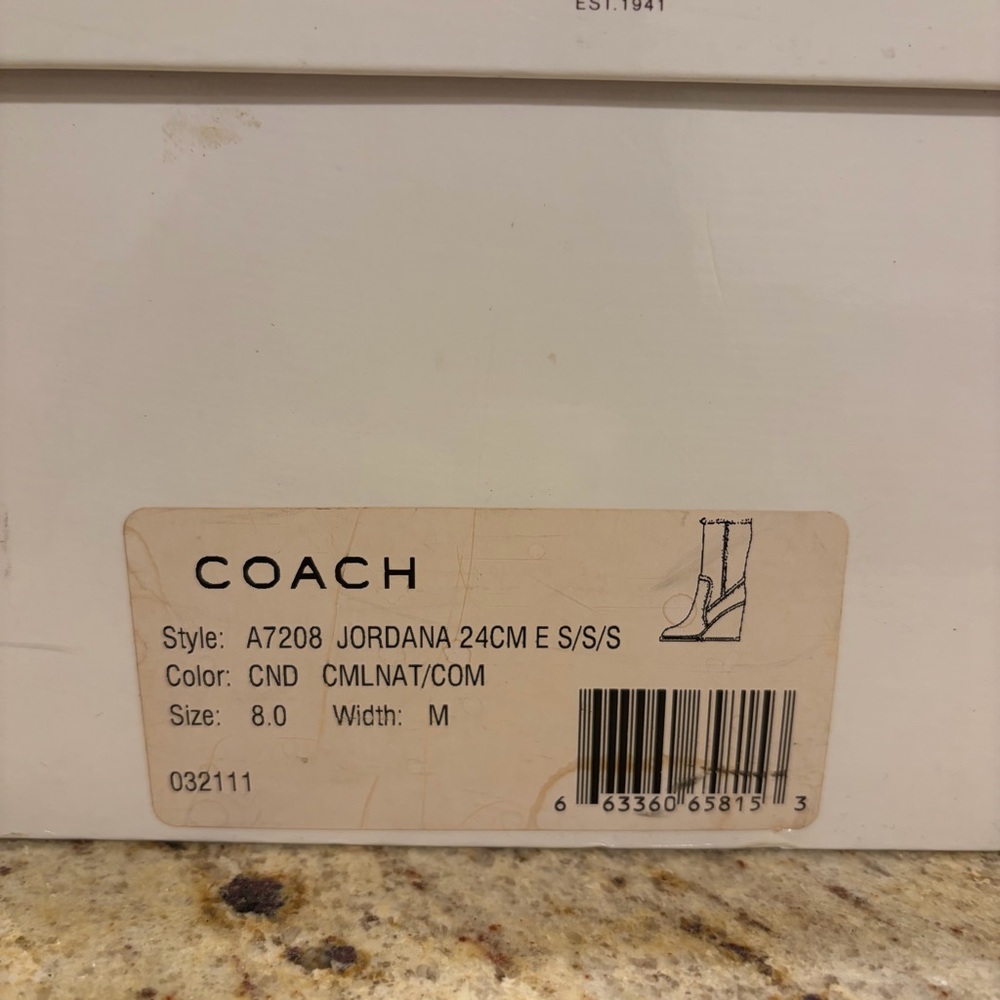 EST.1941
COACH
Style: A7208 JORDANA 24CM E S/S/S
Color: CND CMLNAT/COM
Size: 8.0 Width: M
032111
6 63360 65815 3